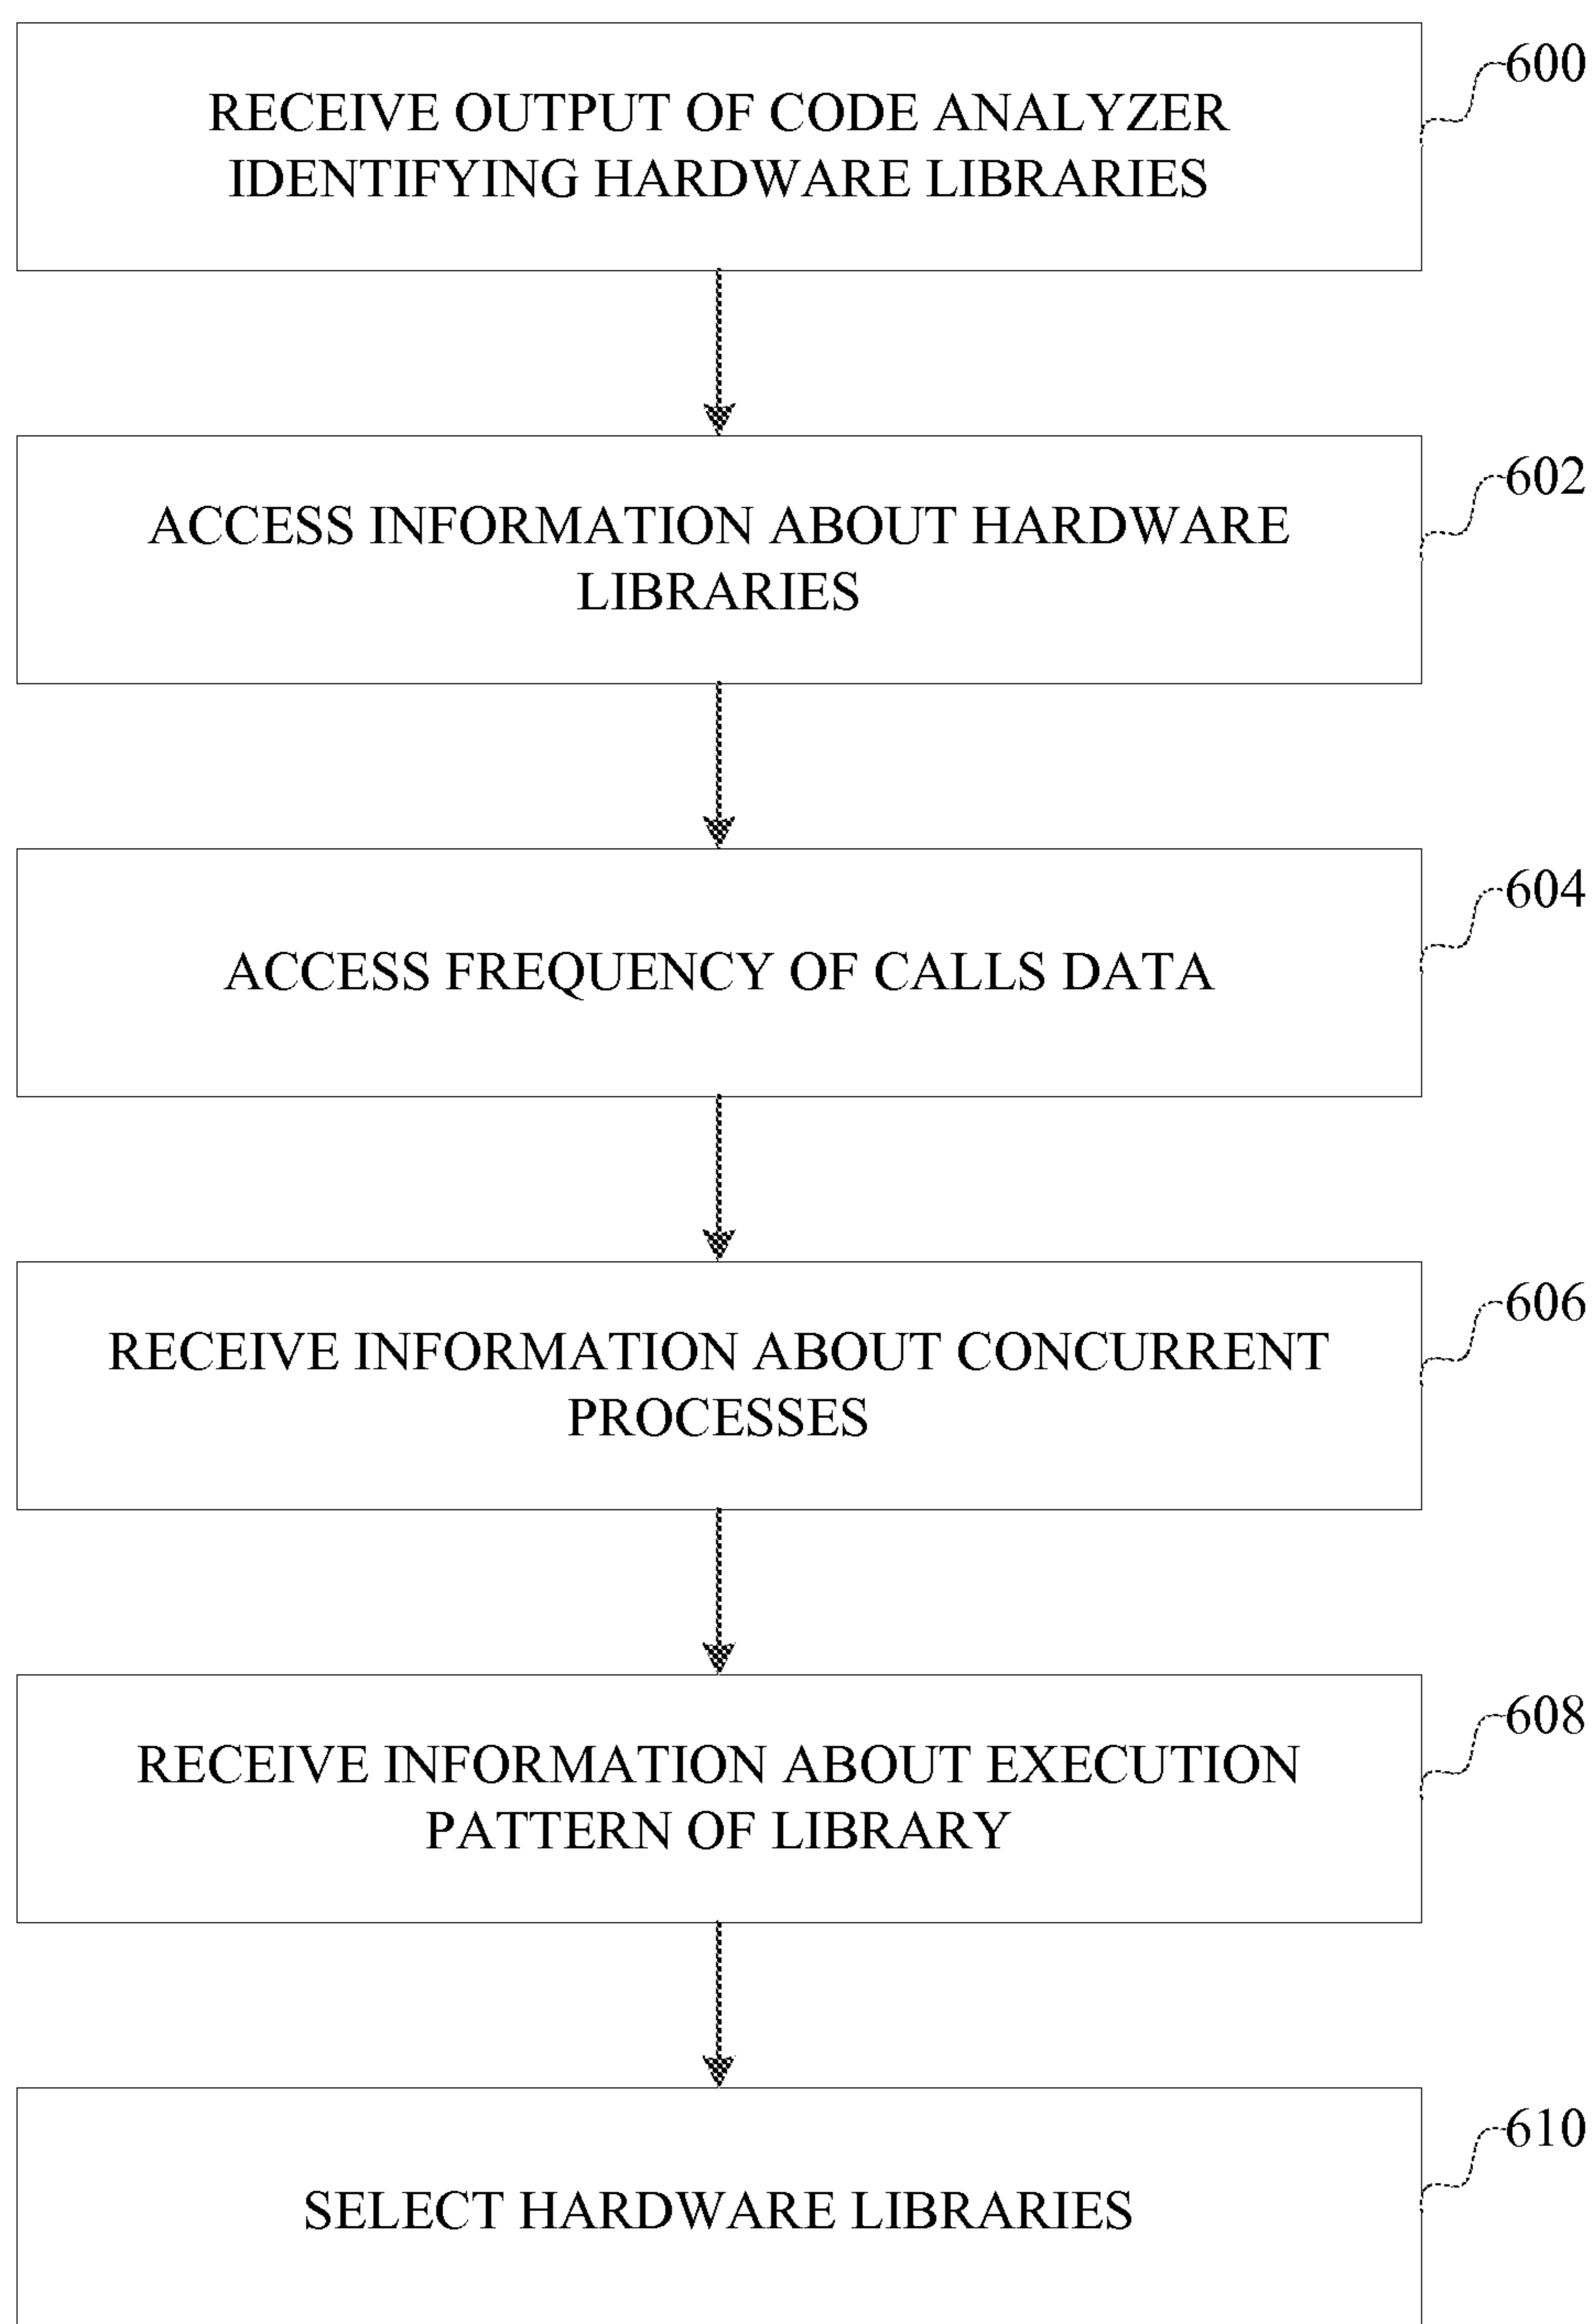 600
RECEIVE OUTPUT OF CODE ANALYZER
IDENTIFYING HARDWARE LIBRARIES
602
ACCESS INFORMATION ABOUT HARDWARE
LIBRARIES
604
ACCESS FREQUENCY OF CALLS DATA
606
RECEIVE INFORMATION ABOUT CONCURRENT
PROCESSES
608
RECEIVE INFORMATION ABOUT EXECUTION
PATTERN OF LIBRARY
610
SELECT HARDWARE LIBRARIES